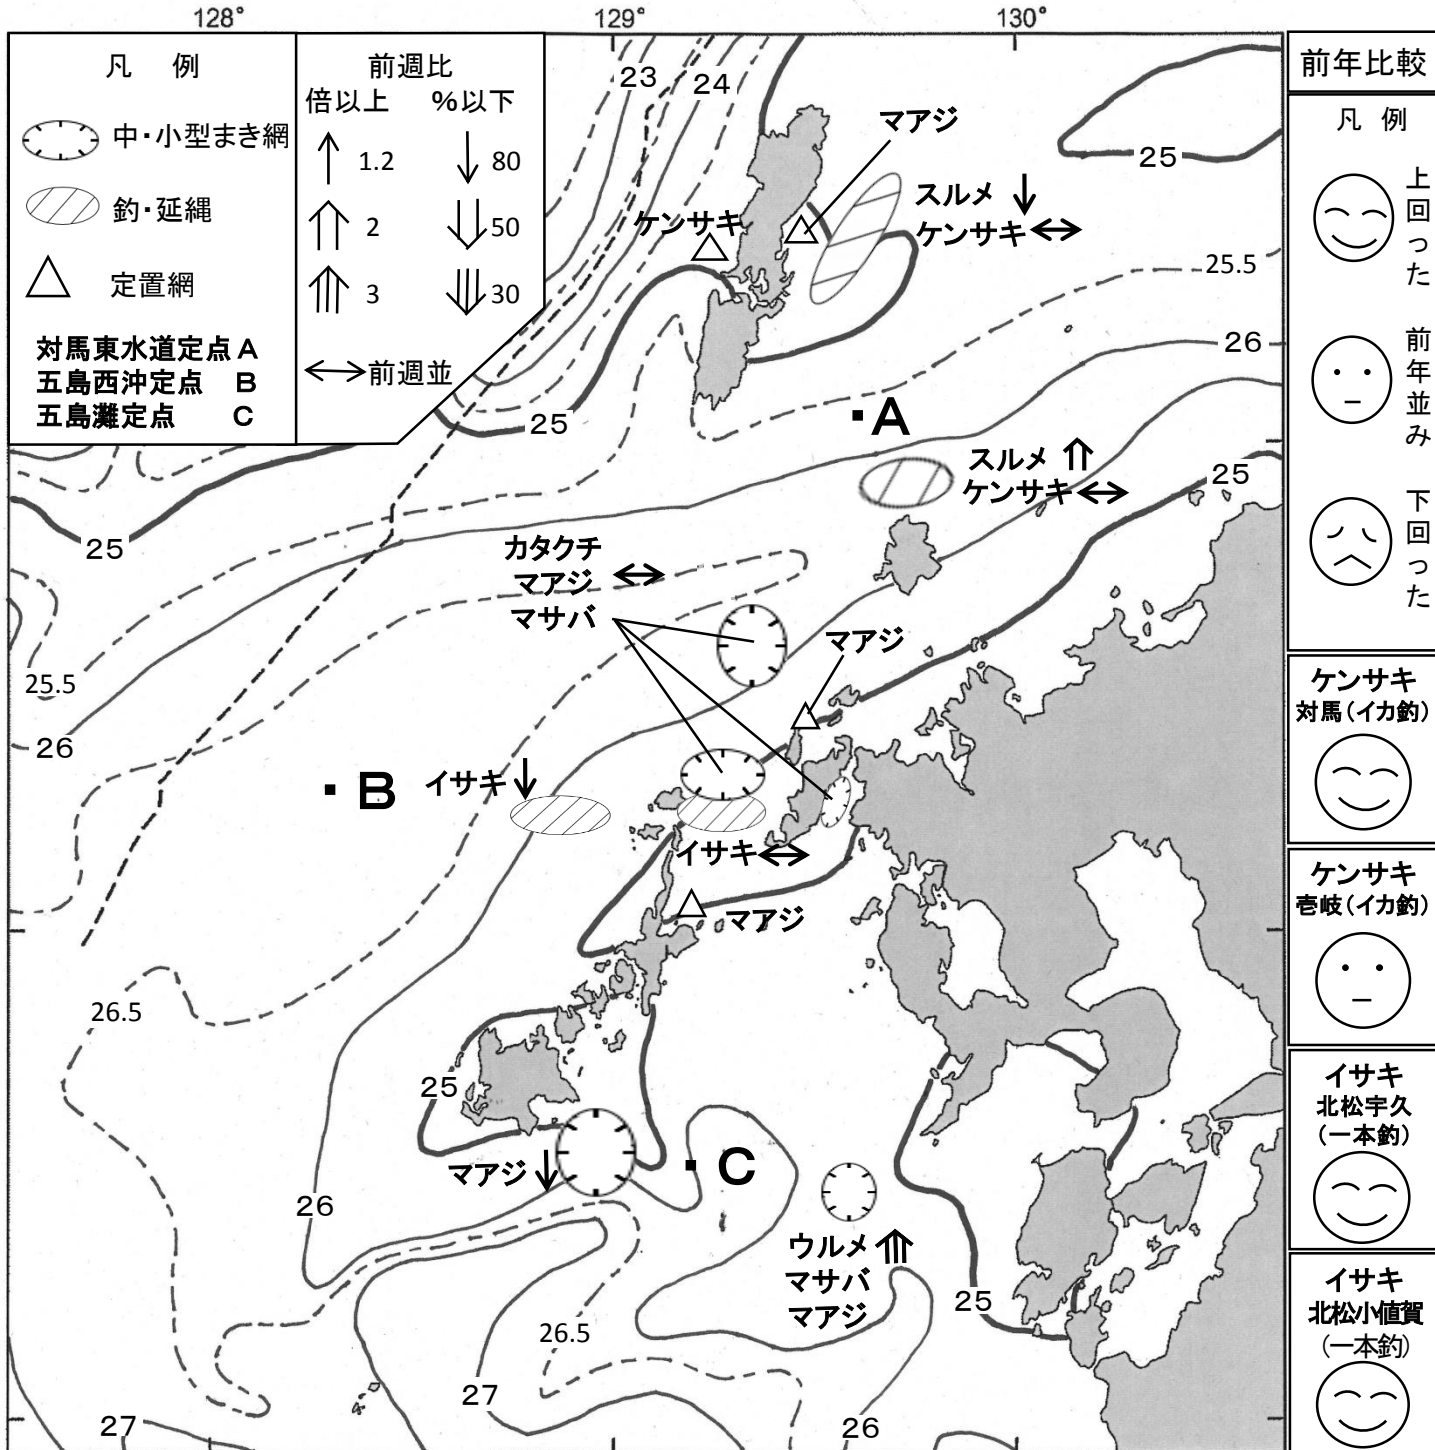 128°
129°
130°
凡 例
中・小型まき網
釣・延縄
定置網
対馬東水道定点 A
五島西沖定点 B
五島灘定点 C
前週比
倍以上 %以下
1.2 80
2 50
3 30
前週並
23
24
25
マアジ
ケンサキ
スルメ
ケンサキ
25.5
26
25
A
スルメ
ケンサキ
25
25
カタクチ
マアジ
マサバ
マアジ
25.5
26
B
イサキ
イサキ
マアジ
26.5
25
C
マアジ
26
ウルメ
マサバ
マアジ
25
26.5
27
27
26
前年比較
凡 例
上回った
前年並み
下回った
ケンサキ
対馬(イカ釣)
ケンサキ
壱岐(イカ釣)
イサキ
北松宇久
(一本釣)
イサキ
北松小値賀
(一本釣)